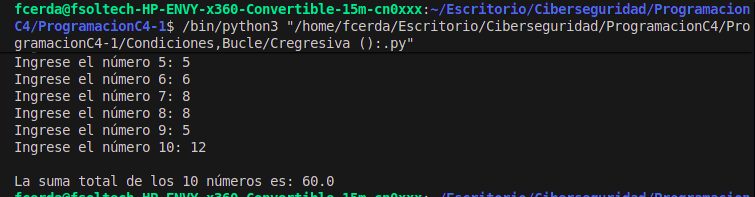 fcerda@fsoltech-HP-ENVY-x360-Convertible-15m-cn0xxx:~/Escritorio/Ciberseguridad/Programacion
C4/ProgramacionC4-1$ /bin/python3 "/home/fcerda/Escritorio/Ciberseguridad/ProgramacionC4/Pro
gramacionC4-1/Condiciones,Bucle/Cregresiva ():.py"
Ingrese el número 5: 5
Ingrese el número 6: 6
Ingrese el número 7: 8
Ingrese el número 8: 8
Ingrese el número 9: 5
Ingrese el número 10: 12
La suma total de los 10 números es: 60.0
fcerda@fsoltech-HP-ENVY-x360-Convertible-15m-cn0xxx:~/Escritorio/Ciberseguridad/Programacion